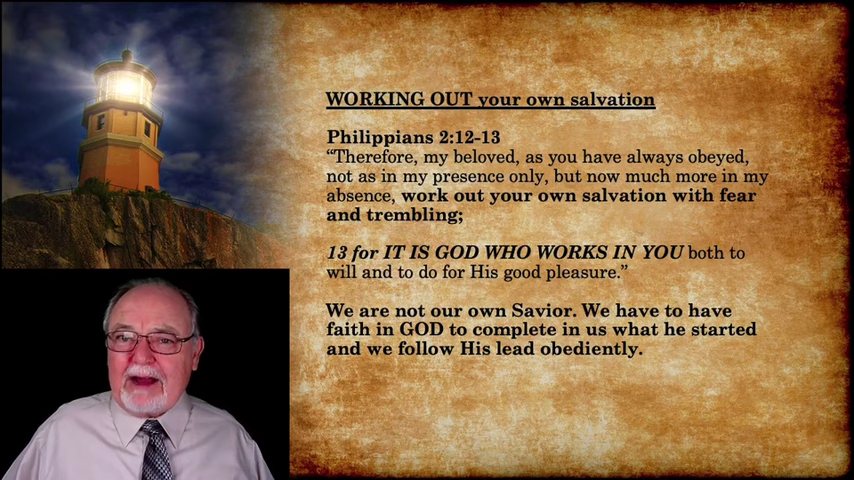 WORKING OUT your own salvation
Philippians 2:12-13
“Therefore, my beloved, as you have always obeyed,
not as in my presence only, but now much more in my
absence, work out your own salvation with fear
and trembling;
13 for IT IS GOD WHO WORKS IN YOU both to
will and to do for His good pleasure.”
We are not our own Savior. We have to have
faith in GOD to complete in us what he started
and we follow His lead obediently.